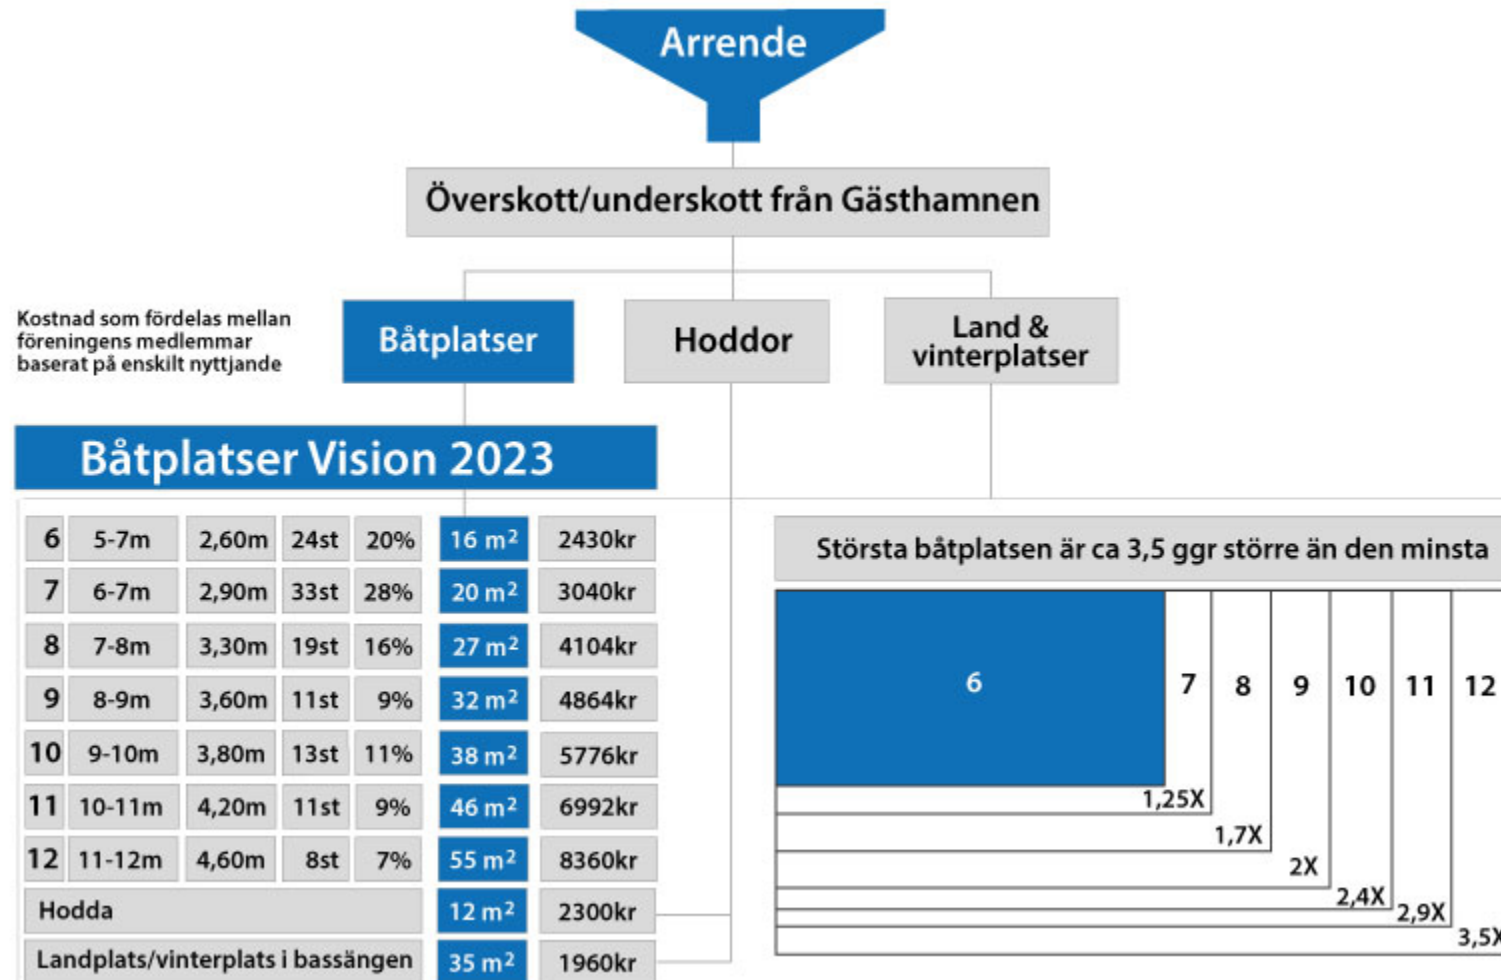 Arrende
Överskott/underskott från Gästhamnen
Kostnad som fördelas mellan
föreningens medlemmar
baserat på enskilt nyttjande
Båtplatser
Hoddor
Land &
vinterplatser
Båtplatser Vision 2023
6 5-7m 2,60m 24st 20% 16 m² 2430kr
7 6-7m 2,90m 33st 28% 20 m² 3040kr
8 7-8m 3,30m 19st 16% 27 m² 4104kr
9 8-9m 3,60m 11st 9% 32 m² 4864kr
10 9-10m 3,80m 13st 11% 38 m² 5776kr
11 10-11m 4,20m 11st 9% 46 m² 6992kr
12 11-12m 4,60m 8st 7% 55 m² 8360kr
Hodda 12 m² 2300kr
Landplats/vinterplats i bassängen 35 m² 1960kr
Största båtplatsen är ca 3,5 ggr större än den minsta
6 7 8 9 10 11 12
1,25X
1,7X
2X
2,4X
2,9X
3,5X